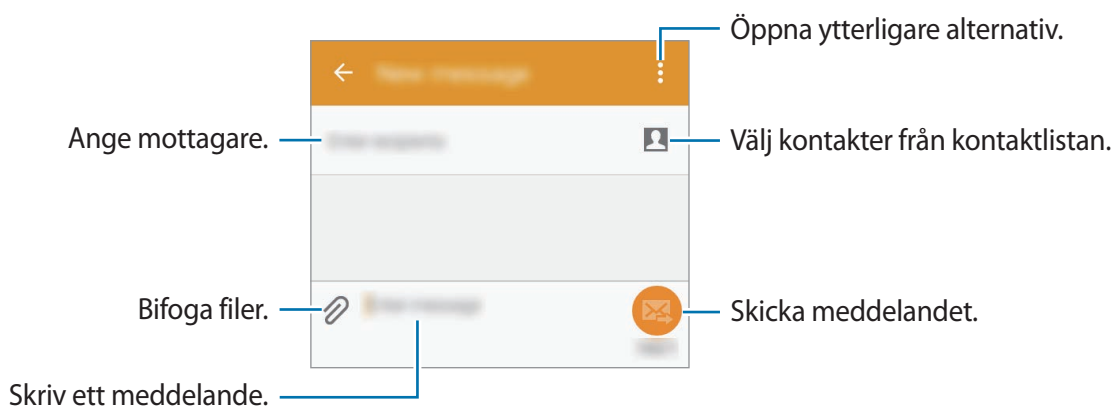 Öppna ytterligare alternativ.
Ange mottagare.
Välj kontakter från kontaktlistan.
Bifoga filer.
Skicka meddelandet.
Skriv ett meddelande.